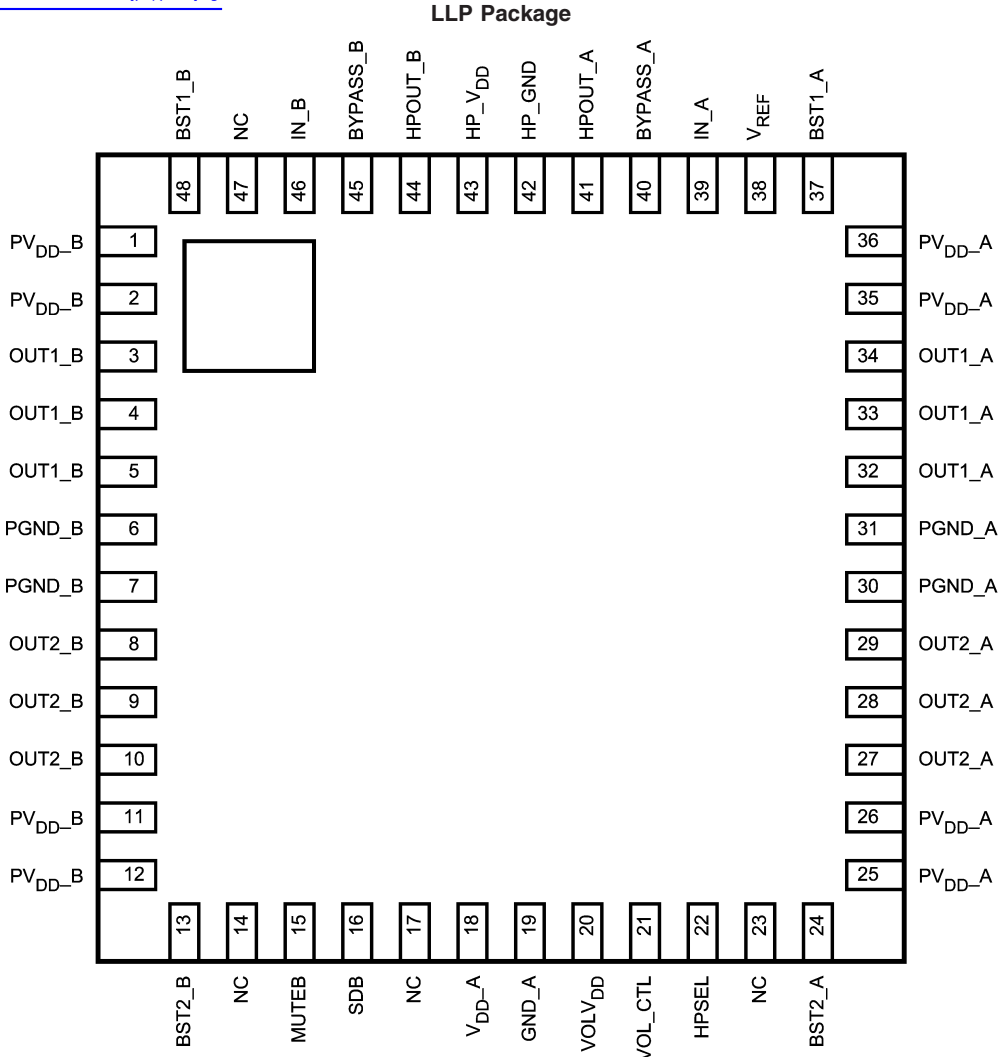 LLP Package
BST1_B
NC
IN_B
BYPASS_B
HPOUT_B
HP_VDD
HP_GND
HPOUT_A
BYPASS_A
IN_A
VREF
BST1_A
48 47 46 45 44 43 42 41 40 39 38 37
PVDD_B 1
PVDD_B 2
OUT1_B 3
OUT1_B 4
OUT1_B 5
PGND_B 6
PGND_B 7
OUT2_B 8
OUT2_B 9
OUT2_B 10
PVDD_B 11
PVDD_B 12
36 PVDD_A
35 PVDD_A
34 OUT1_A
33 OUT1_A
32 OUT1_A
31 PGND_A
30 PGND_A
29 OUT2_A
28 OUT2_A
27 OUT2_A
26 PVDD_A
25 PVDD_A
13 14 15 16 17 18 19 20 21 22 23 24
BST2_B
NC
MUTEB
SDB
NC
VDD_A
GND_A
VOLVDD
VOL_CTL
HPSEL
NC
BST2_A